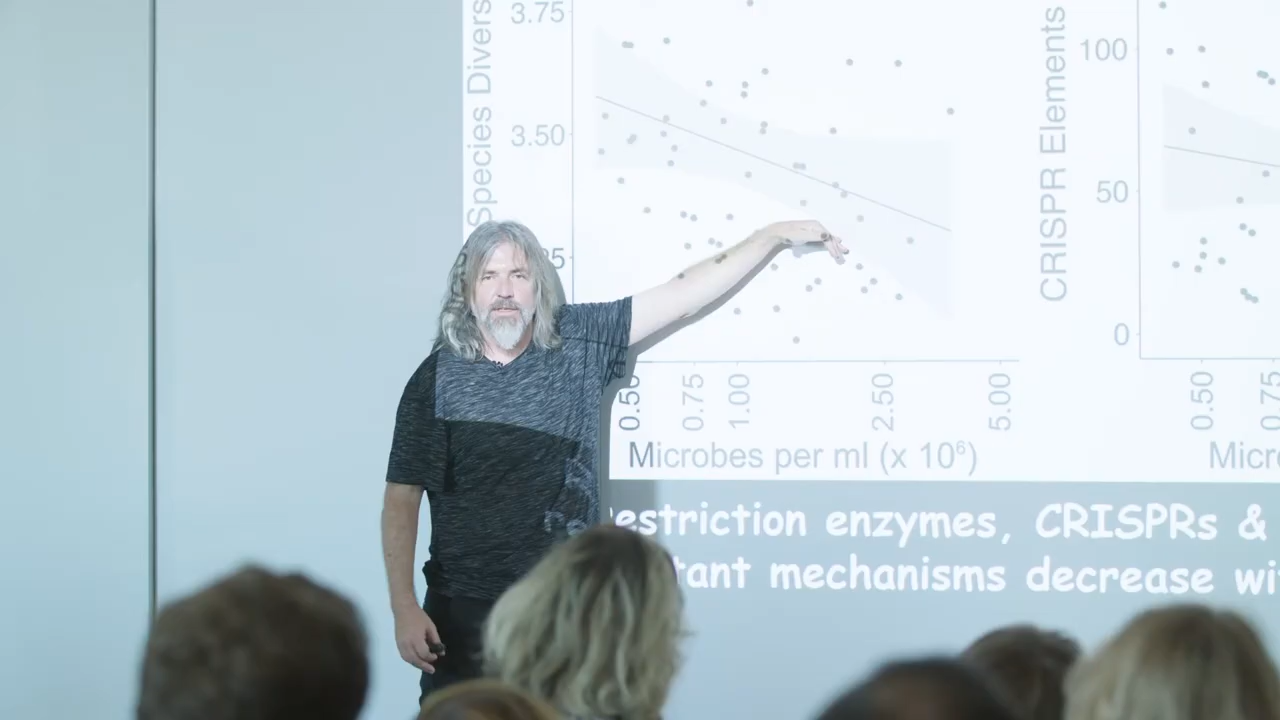 Species Divers
3.75
3.50
0.50
0.75
1.00
2.50
5.00
Microbes per ml (x 10⁶)
CRISPR Elements
100
50
0
0.50
0.75
Micro
estriction enzymes, CRISPRs &
tant mechanisms decrease wi